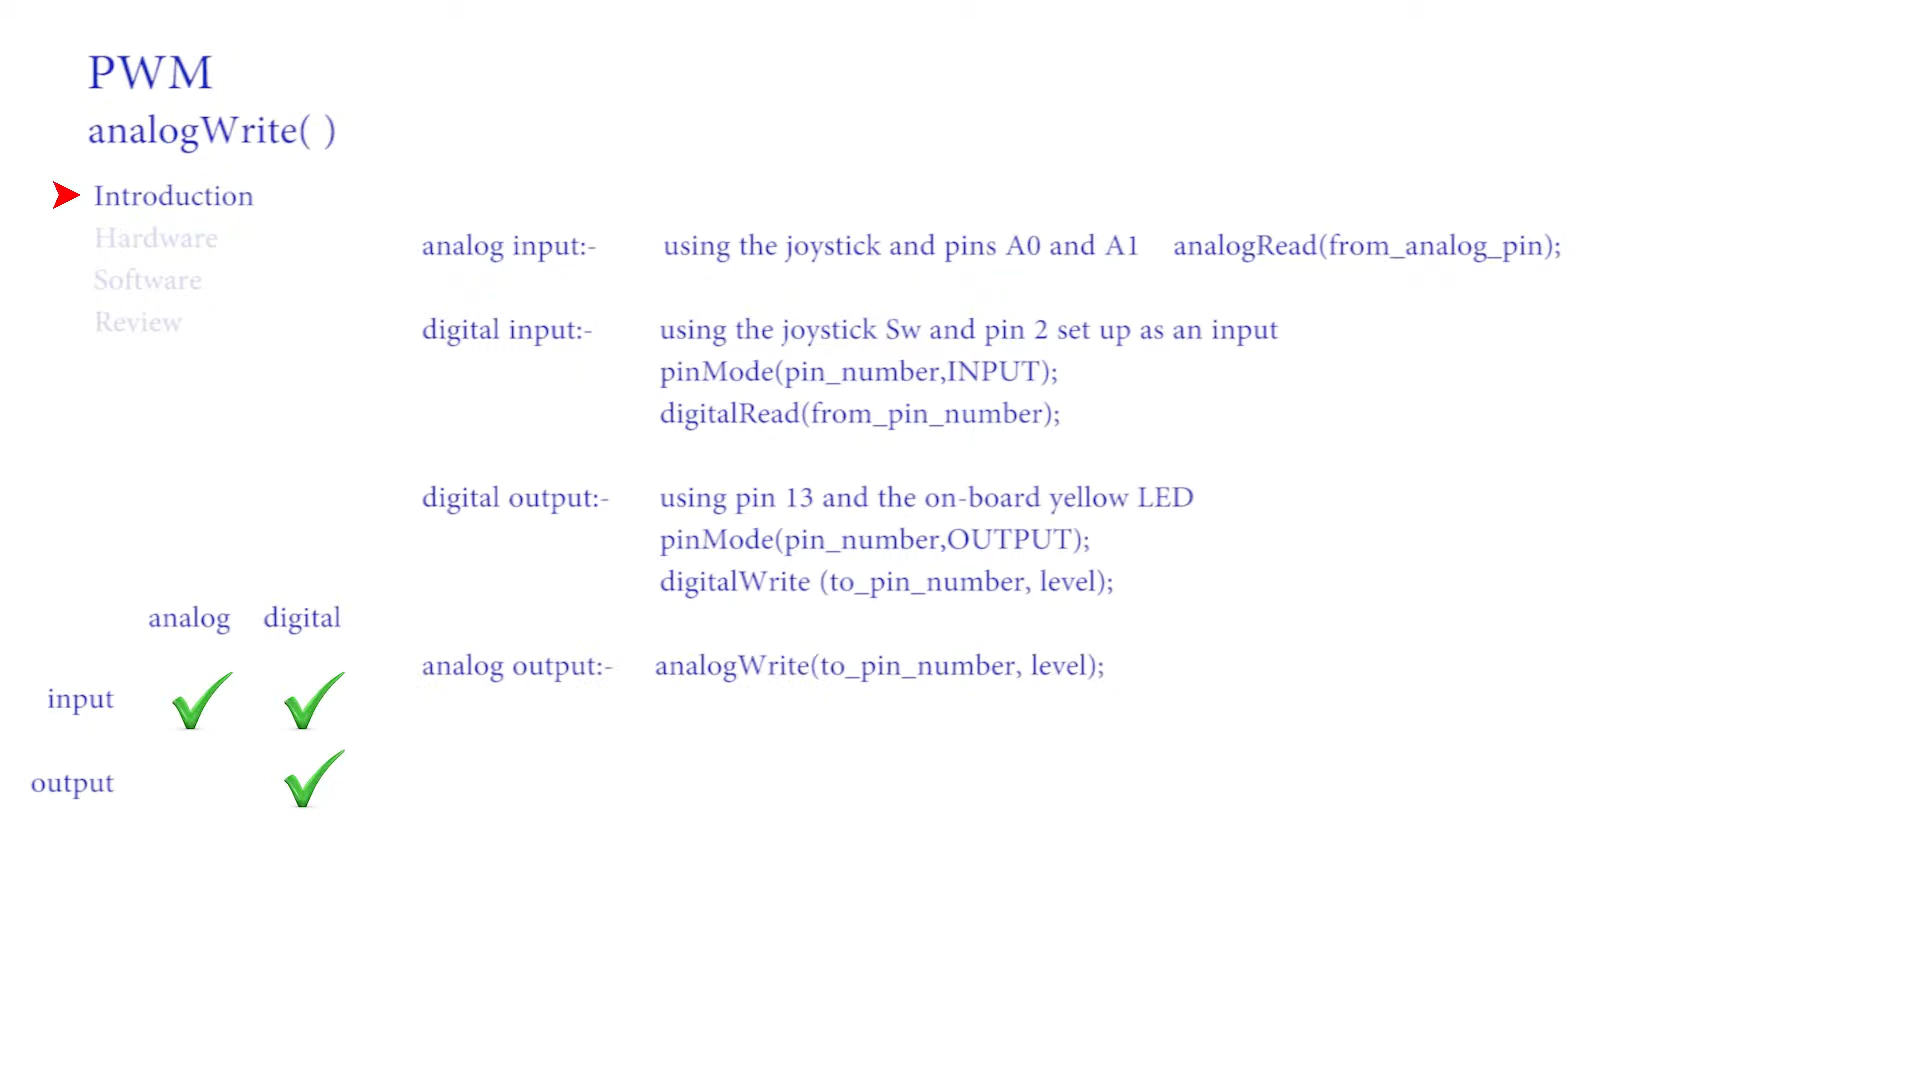 PWM
analogWrite( )
Introduction
Hardware
Software
Review
analog input:- using the joystick and pins A0 and A1 analogRead(from_analog_pin);
digital input:- using the joystick Sw and pin 2 set up as an input
pinMode(pin_number,INPUT);
digitalRead(from_pin_number);
digital output:- using pin 13 and the on-board yellow LED
pinMode(pin_number,OUTPUT);
digitalWrite (to_pin_number, level);
analog output:- analogWrite(to_pin_number, level);
analog digital
input
output